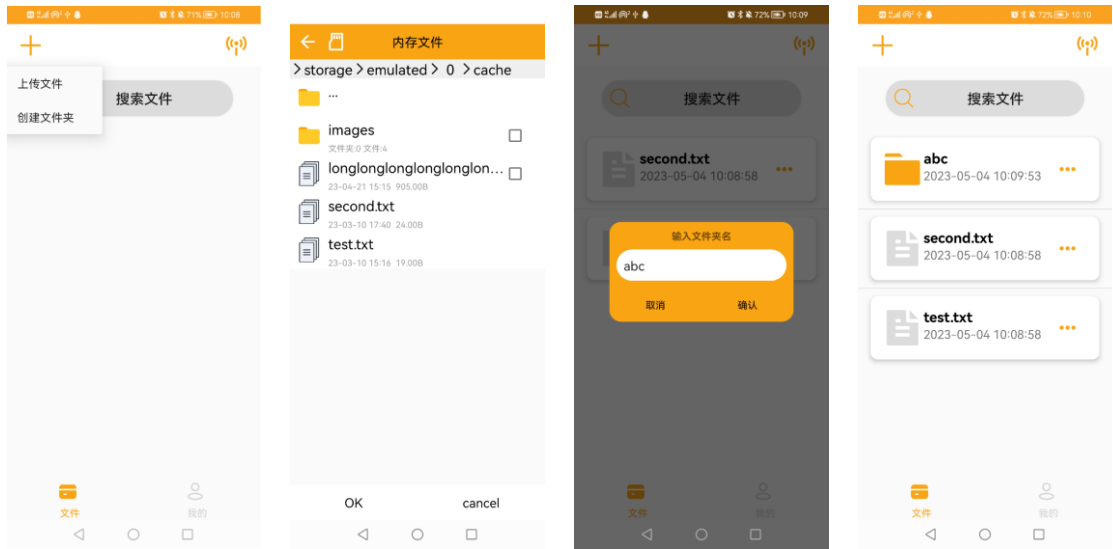 71% 10:08
上传文件
创建文件夹
搜索文件
文件
我的
内存文件
storage emulated 0 cache
...
images
文件夹:0 文件:4
longlonglonglonglonglon...
23-04-21 15:15 905.00B
second.txt
23-03-10 17:40 24.00B
test.txt
23-03-10 15:16 19.00B
OK cancel
72% 10:09
搜索文件
second.txt
2023-05-04 10:08:58
输入文件夹名
abc
取消 确认
文件
我的
72% 10:10
搜索文件
abc
2023-05-04 10:09:53
second.txt
2023-05-04 10:08:58
test.txt
2023-05-04 10:08:58
文件
我的